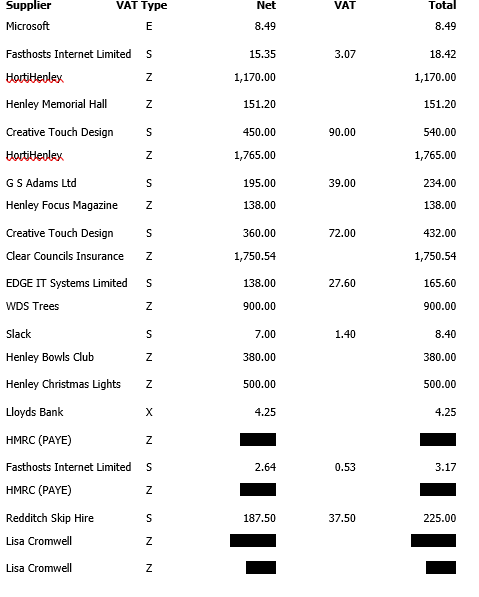 Supplier VAT Type Net VAT Total
Microsoft E 8.49 8.49
Fasthosts Internet Limited S 15.35 3.07 18.42
HortiHenley Z 1,170.00 1,170.00
Henley Memorial Hall Z 151.20 151.20
Creative Touch Design S 450.00 90.00 540.00
HortiHenley Z 1,765.00 1,765.00
G S Adams Ltd S 195.00 39.00 234.00
Henley Focus Magazine Z 138.00 138.00
Creative Touch Design S 360.00 72.00 432.00
Clear Councils Insurance Z 1,750.54 1,750.54
EDGE IT Systems Limited S 138.00 27.60 165.60
WDS Trees Z 900.00 900.00
Slack S 7.00 1.40 8.40
Henley Bowls Club Z 380.00 380.00
Henley Christmas Lights Z 500.00 500.00
Lloyds Bank X 4.25 4.25
HMRC (PAYE) Z
Fasthosts Internet Limited S 2.64 0.53 3.17
HMRC (PAYE) Z
Redditch Skip Hire S 187.50 37.50 225.00
Lisa Cromwell Z
Lisa Cromwell Z